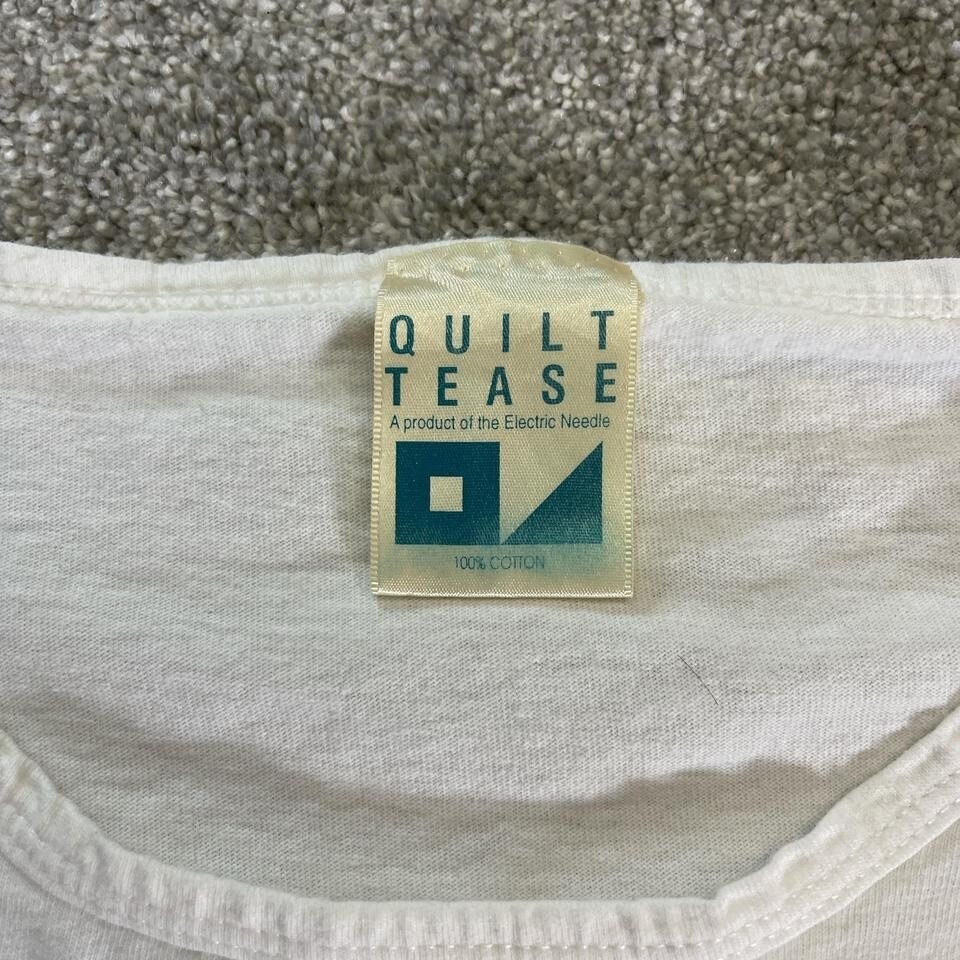 QUILT
TEASE
A product of the Electric Needle
100% COTTON